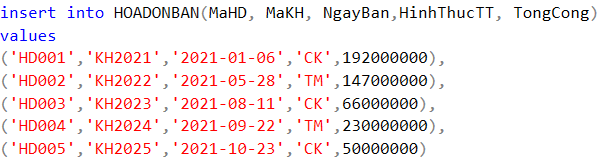 insert into HOADONBAN(MaHD, MaKH, NgayBan,HinhThucTT, TongCong)
values
('HD001','KH2021','2021-01-06','CK',192000000),
('HD002','KH2022','2021-05-28','TM',147000000),
('HD003','KH2023','2021-08-11','CK',66000000),
('HD004','KH2024','2021-09-22','TM',230000000),
('HD005','KH2025','2021-10-23','CK',50000000)